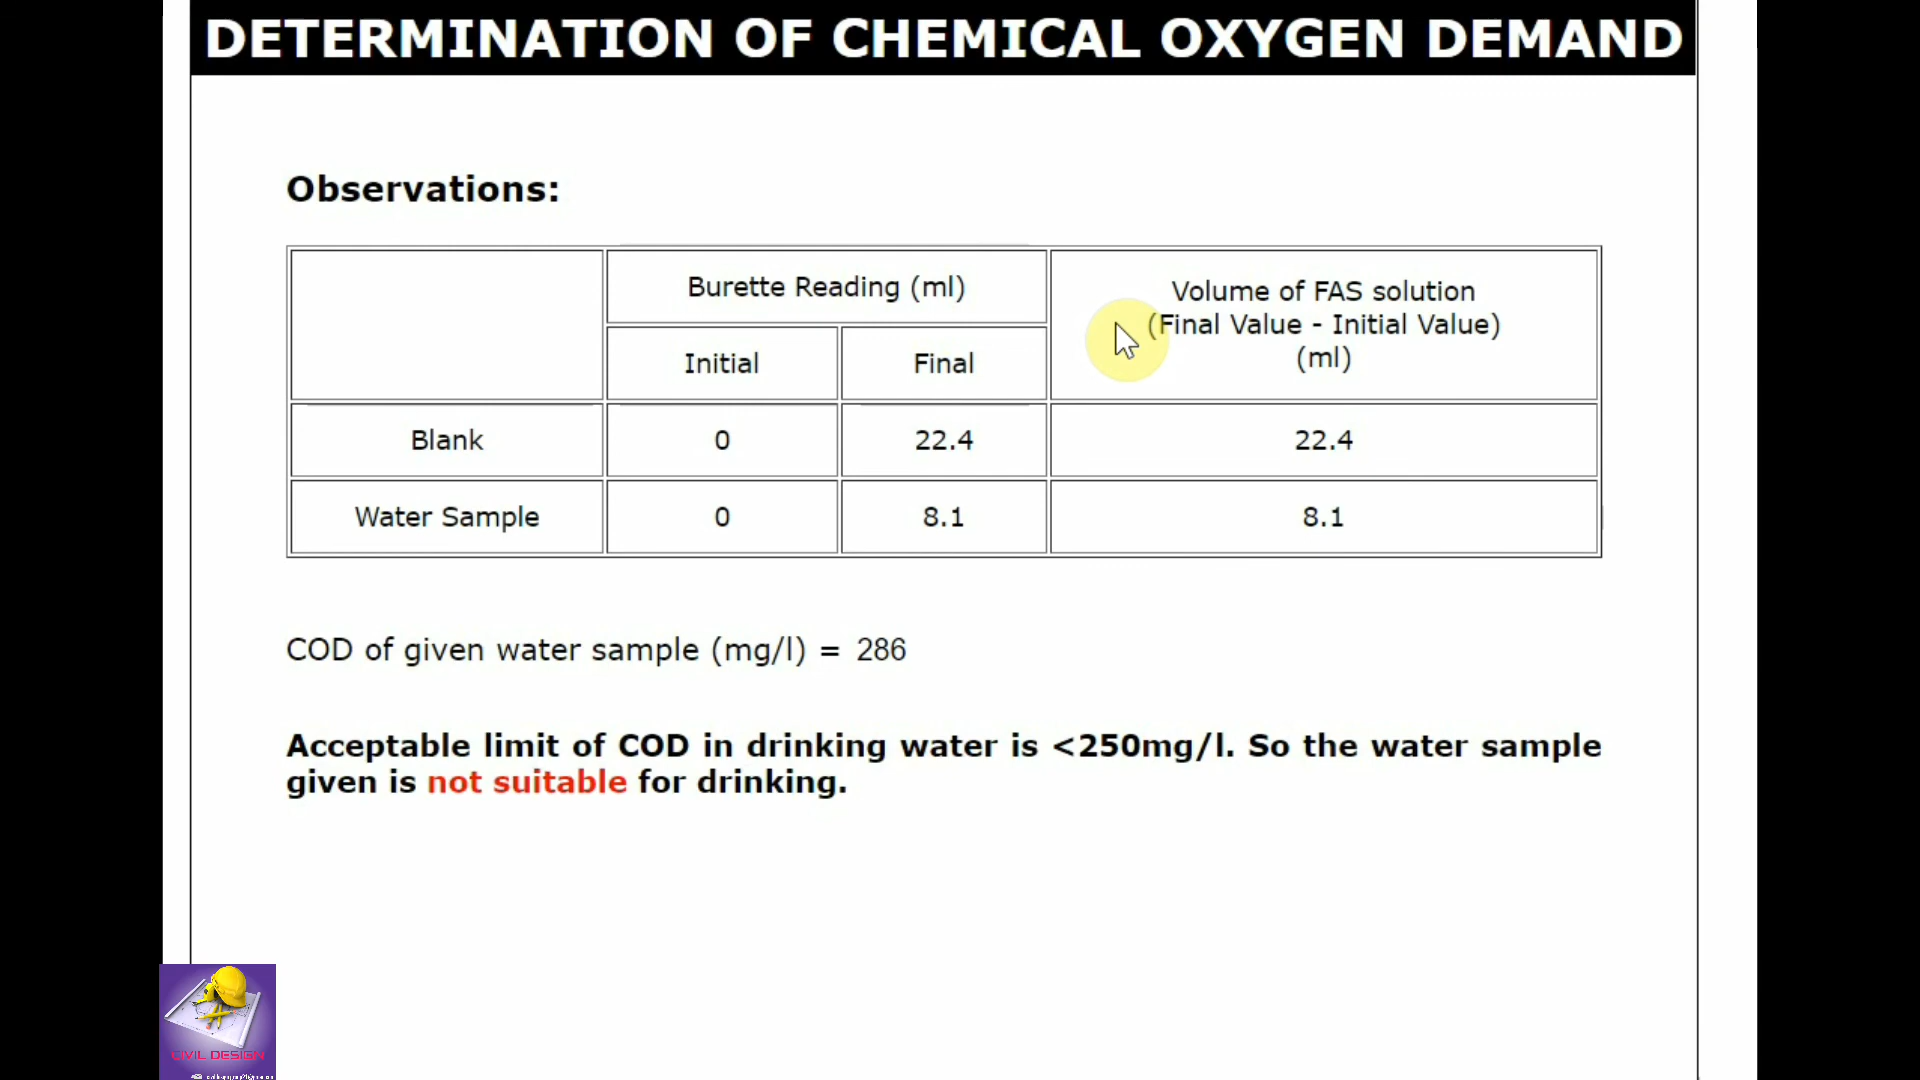 DETERMINATION OF CHEMICAL OXYGEN DEMAND
Observations:
Burette Reading (ml)
Volume of FAS solution
(Final Value - Initial Value)
(ml)
Initial Final
Blank 0 22.4 22.4
Water Sample 0 8.1 8.1
COD of given water sample (mg/l) = 286
Acceptable limit of COD in drinking water is <250mg/l. So the water sample
given is not suitable for drinking.
CIVIL DESIGN